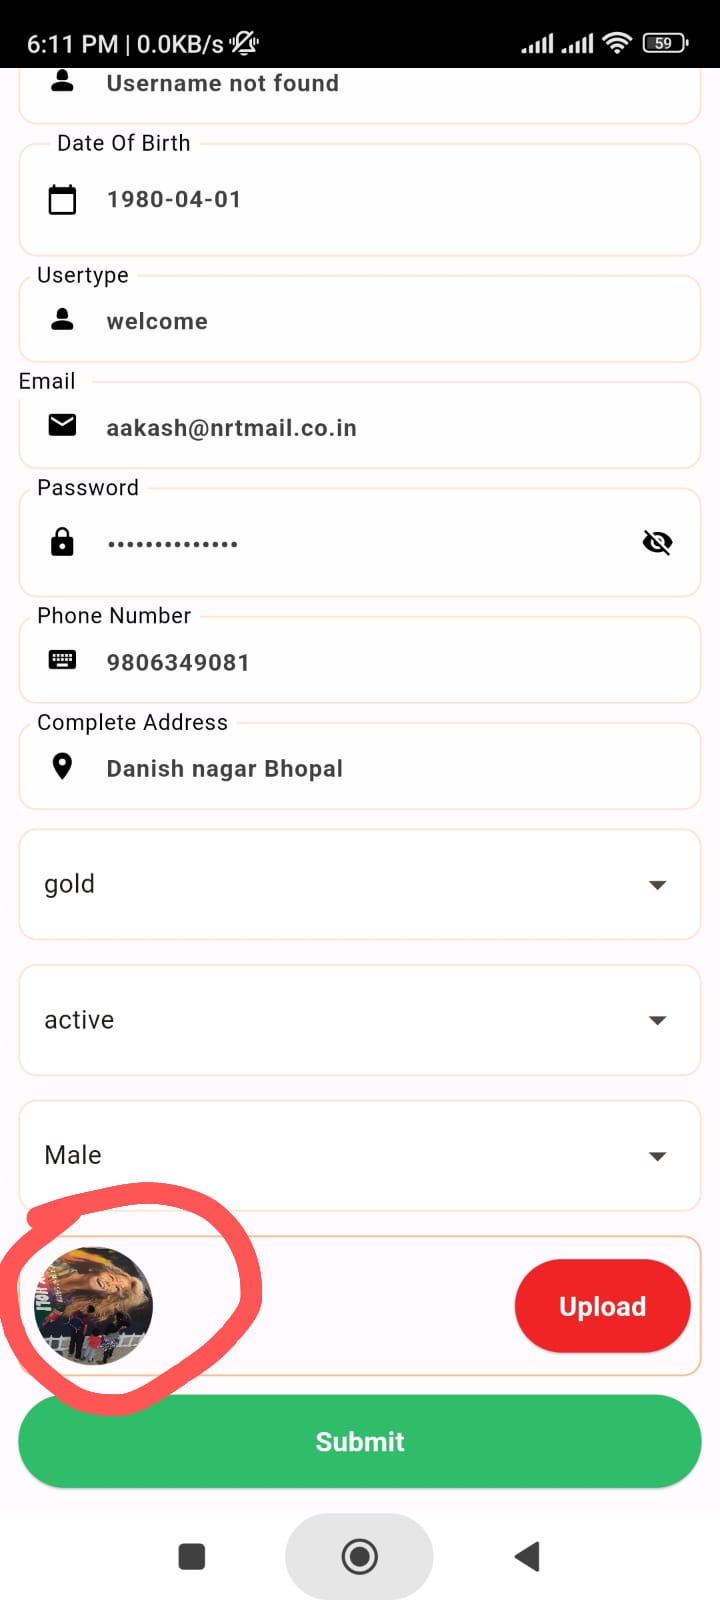 6:11 PM | 0.0KB/s
59
Username not found
Date Of Birth
1980-04-01
Usertype
welcome
Email
aakash@nrtmail.co.in
Password
••••••••••••••
Phone Number
9806349081
Complete Address
Danish nagar Bhopal
gold
active
Male
Upload
Submit